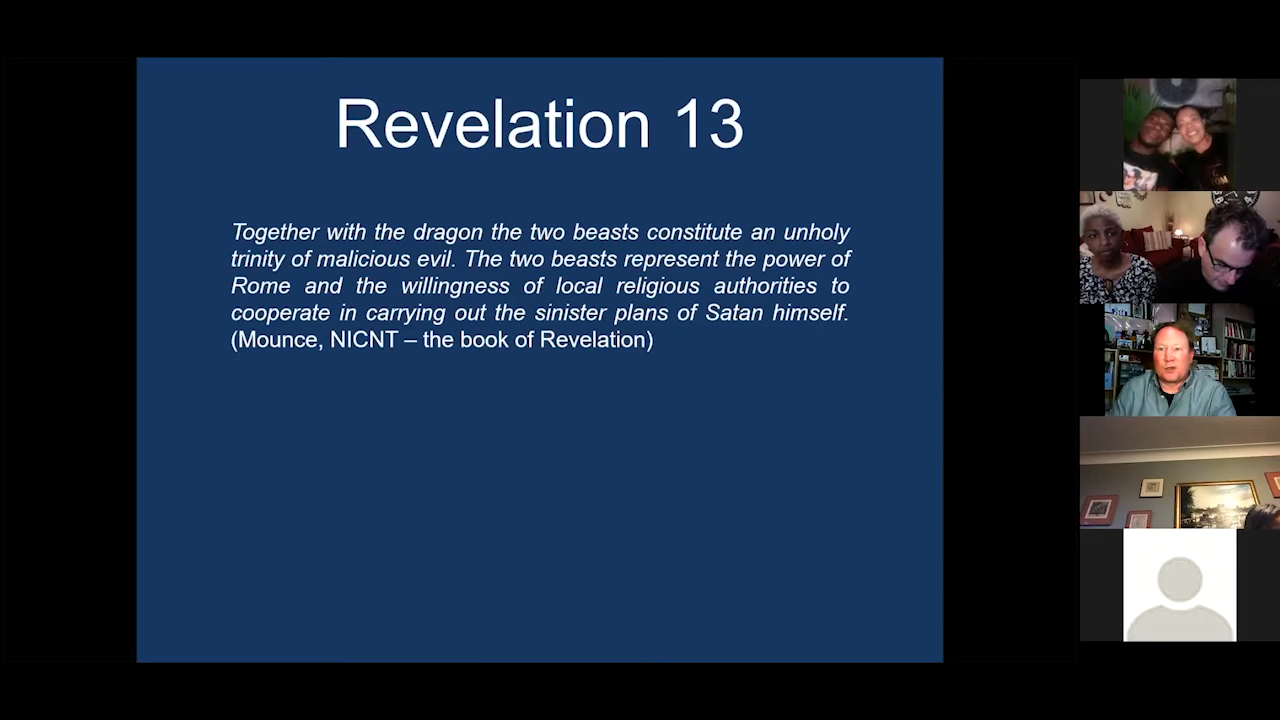 Revelation 13
Together with the dragon the two beasts constitute an unholy
trinity of malicious evil. The two beasts represent the power of
Rome and the willingness of local religious authorities to
cooperate in carrying out the sinister plans of Satan himself.
(Mounce, NICNT – the book of Revelation)